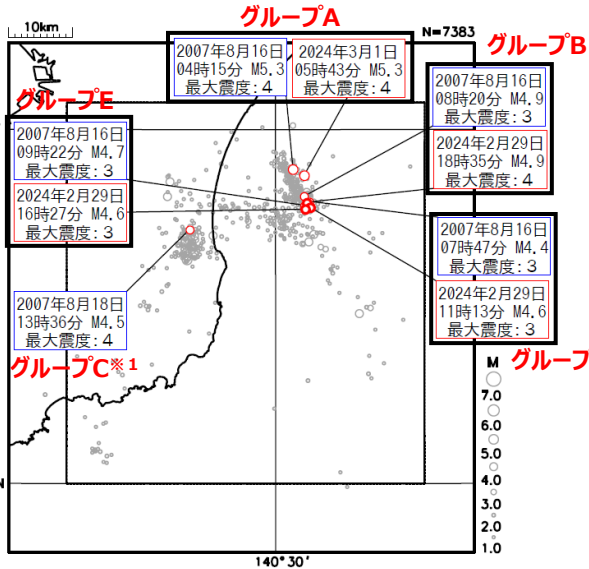 グループA
10km
N=7383
2007年8月16日
04時15分 M5.3
最大震度:4
2024年3月1日
05時43分 M5.3
最大震度:4
グループB
2007年8月16日
08時20分 M4.9
最大震度:3
2024年2月29日
18時35分 M4.9
最大震度:4
グループE
2007年8月16日
09時22分 M4.7
最大震度:3
2024年2月29日
16時27分 M4.6
最大震度:3
2007年8月16日
07時47分 M4.4
最大震度:3
2024年2月29日
11時13分 M4.6
最大震度:3
2007年8月18日
13時36分 M4.5
最大震度:4
グループC※1
グループ
M
7.0
6.0
5.0
4.0
3.0
2.0
1.0
N
140°30′